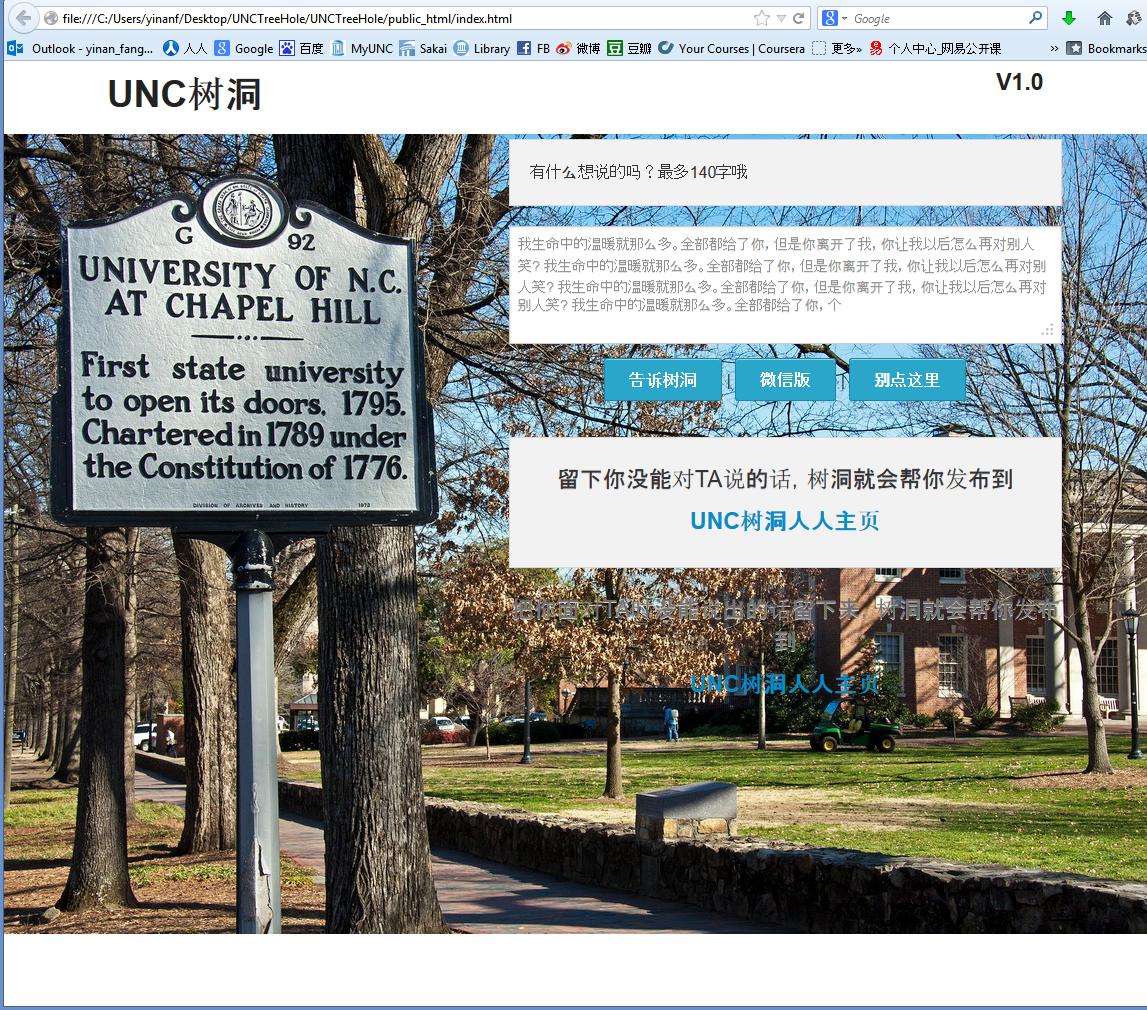 file:///C:/Users/yinanf/Desktop/UNCTreeHole/UNCTreeHole/public_html/index.html
Google
Outlook - yinan_fang...
人人
Google
百度
MyUNC
Sakai
Library
FB
微博
豆瓣
Your Courses | Coursera
更多»
个人中心_网易公开课
»
Bookmarks
UNC树洞
V1.0
有什么想说的吗？最多140字哦
我生命中的温暖就那么多。全部都给了你, 但是你离开了我, 你让我以后怎么再对别人
笑? 我生命中的温暖就那么多。全部都给了你, 但是你离开了我, 你让我以后怎么再对别
人笑? 我生命中的温暖就那么多。全部都给了你, 但是你离开了我, 你让我以后怎么再对
别人笑? 我生命中的温暖就那么多。全部都给了你, 个
告诉树洞 | 微信版 | 别点这里
留下你没能对TA说的话, 树洞就会帮你发布到
UNC树洞人人主页
把你面对TA时没能说出的话留下来, 树洞就会帮你发布
到
UNC树洞人人主页
G 92
UNIVERSITY OF N.C.
AT CHAPEL HILL
First state university
to open its doors, 1795.
Chartered in 1789 under
the Constitution of 1776.
DIVISION OF ARCHIVES AND HISTORY 1973